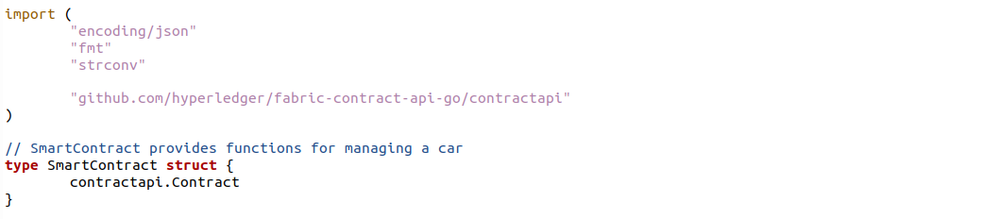 import (
"encoding/json"
"fmt"
"strconv"
"github.com/hyperledger/fabric-contract-api-go/contractapi"
)
// SmartContract provides functions for managing a car
type SmartContract struct {
contractapi.Contract
}